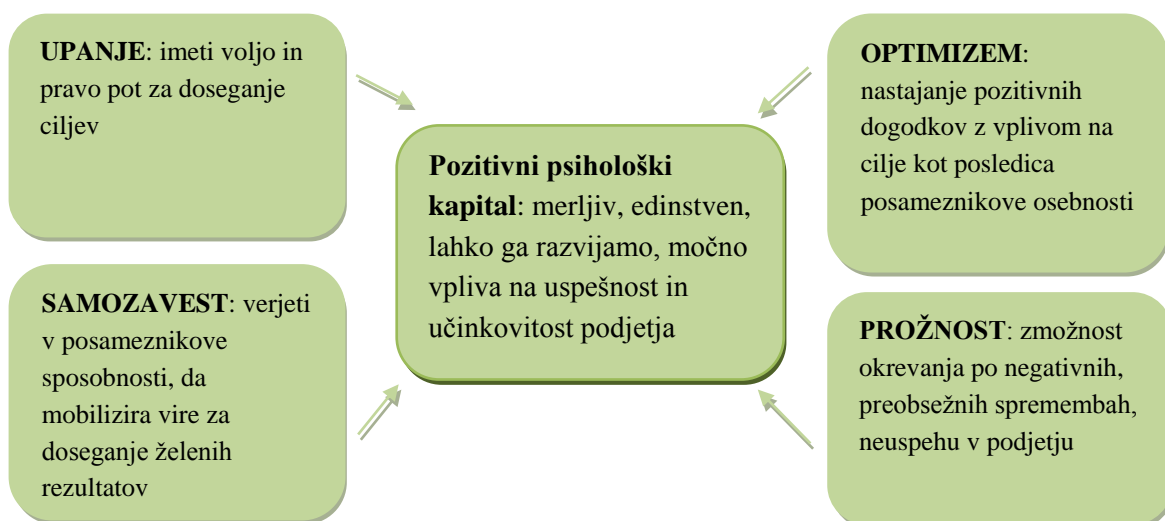 UPANJE: imeti voljo in
pravo pot za doseganje
ciljev
OPTIMIZEM:
nastajanje pozitivnih
dogodkov z vplivom na
cilje kot posledica
posameznikove osebnosti
Pozitivni psihološki
kapital: merljiv, edinstven,
lahko ga razvijamo, močno
vpliva na uspešnost in
učinkovitost podjetja
SAMOZAVEST: verjeti
v posameznikove
sposobnosti, da
mobilizira vire za
doseganje želenih
rezultatov
PROŽNOST: zmožnost
okrevanja po negativnih,
preobsežnih spremembah,
neuspehu v podjetju